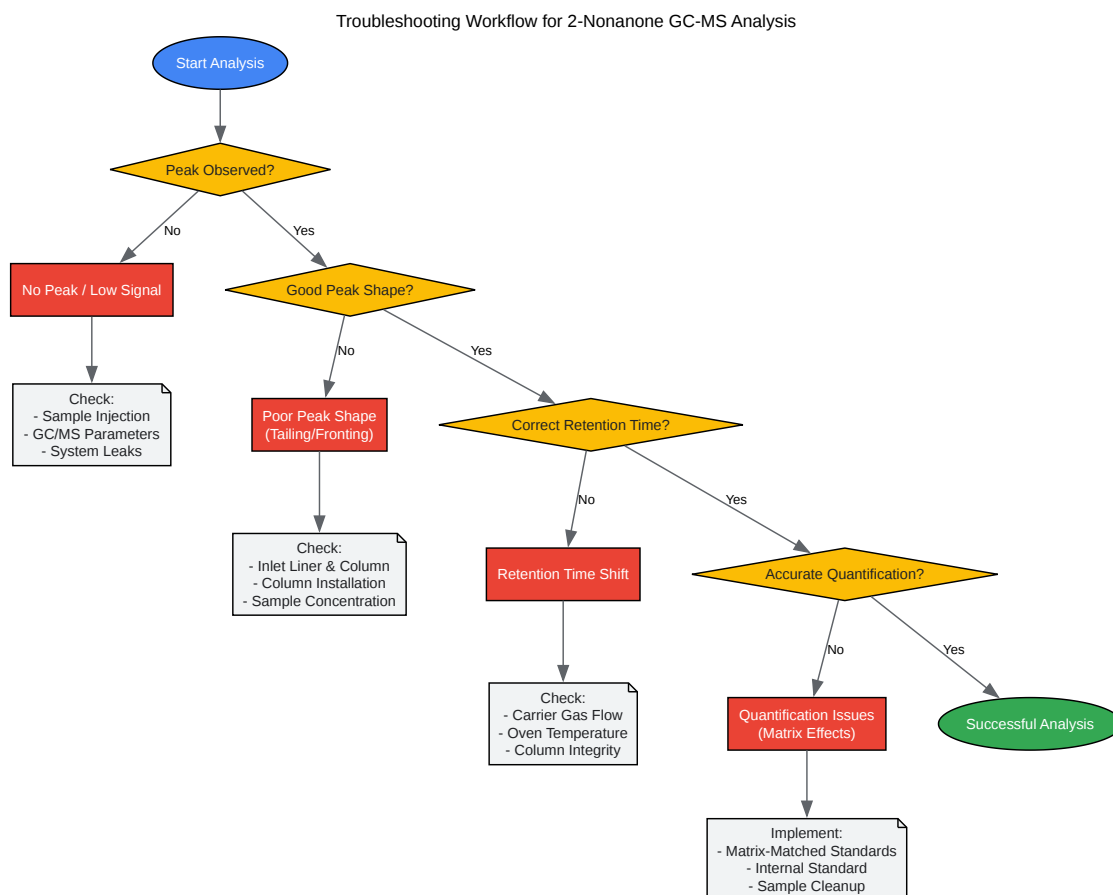 Troubleshooting Workflow for 2-Nonanone GC-MS Analysis
Start Analysis
Peak Observed?
No
Yes
No Peak / Low Signal
Good Peak Shape?
Check:
- Sample Injection
- GC/MS Parameters
- System Leaks
No
Yes
Poor Peak Shape
(Tailing/Fronting)
Correct Retention Time?
Check:
- Inlet Liner & Column
- Column Installation
- Sample Concentration
No
Yes
Retention Time Shift
Accurate Quantification?
Check:
- Carrier Gas Flow
- Oven Temperature
- Column Integrity
No
Yes
Quantification Issues
(Matrix Effects)
Successful Analysis
Implement:
- Matrix-Matched Standards
- Internal Standard
- Sample Cleanup